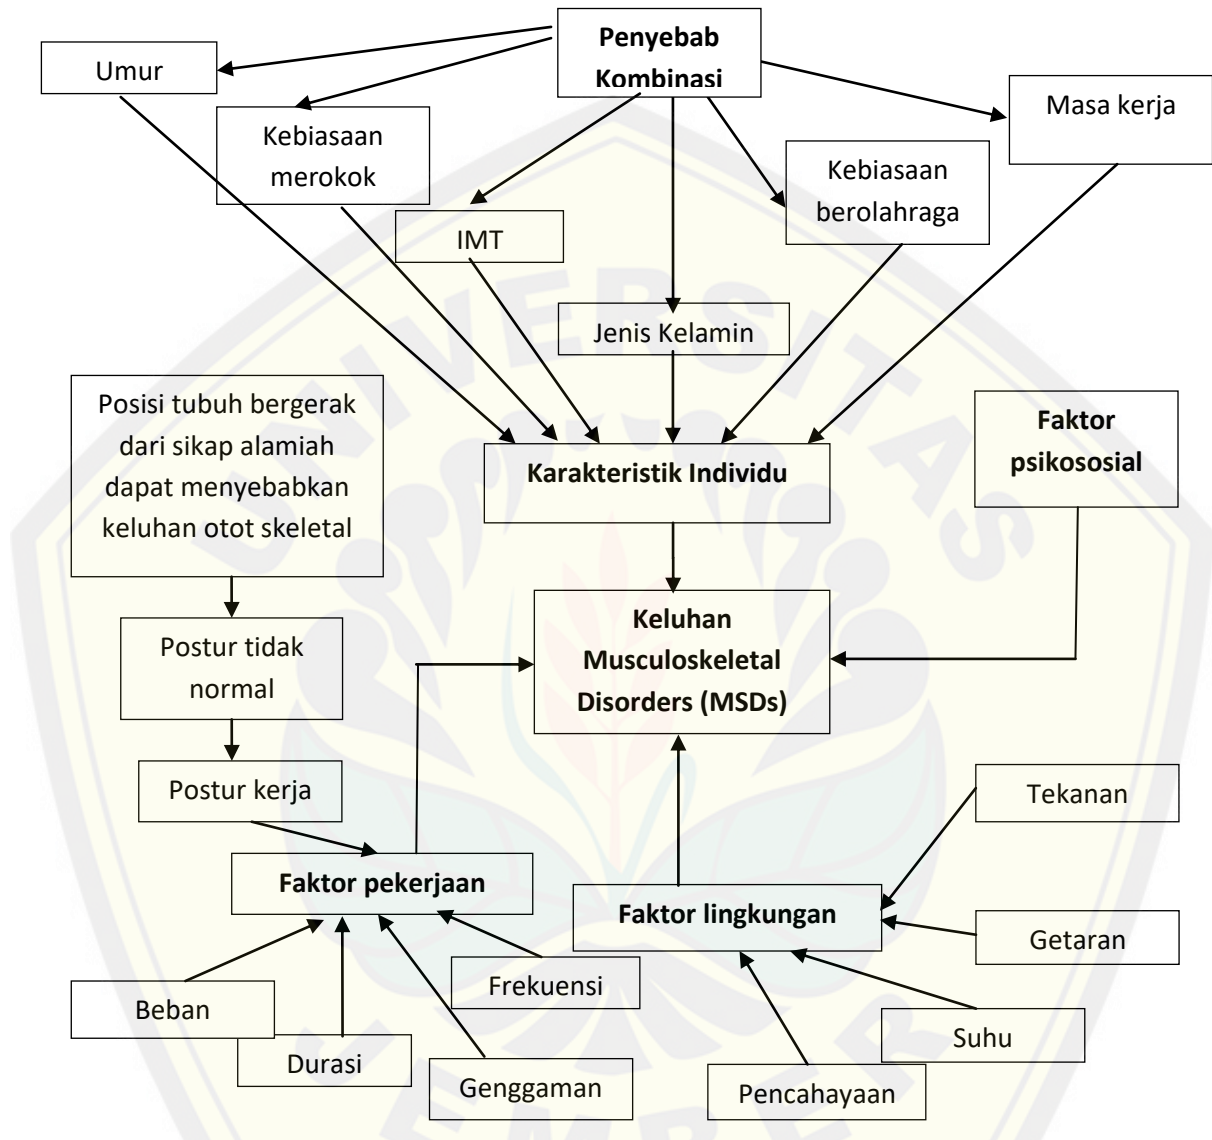 Penyebab
Kombinasi
Umur
Masa kerja
Kebiasaan
merokok
Kebiasaan
berolahraga
IMT
Jenis Kelamin
Posisi tubuh bergerak
dari sikap alamiah
dapat menyebabkan
keluhan otot skeletal
Faktor
psikososial
Karakteristik Individu
Postur tidak
normal
Keluhan
Musculoskeletal
Disorders (MSDs)
Postur kerja
Tekanan
Faktor pekerjaan
Faktor lingkungan
Getaran
Frekuensi
Beban
Suhu
Durasi
Genggaman
Pencahayaan
UNIVERSITAS
JEMBER